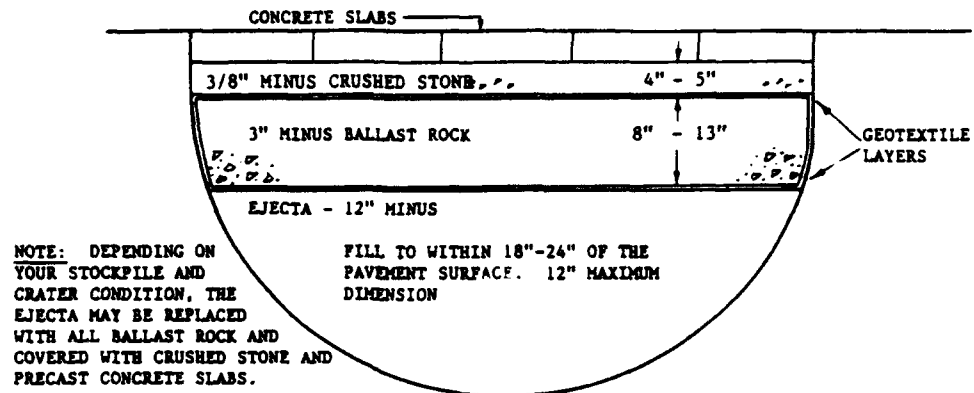 CONCRETE SLABS
3/8" MINUS CRUSHED STONE
4" - 5"
3" MINUS BALLAST ROCK
8" - 13"
GEOTEXTILE
LAYERS
EJECTA - 12" MINUS
NOTE: DEPENDING ON
YOUR STOCKPILE AND
CRATER CONDITION, THE
EJECTA MAY BE REPLACED
WITH ALL BALLAST ROCK AND
COVERED WITH CRUSHED STONE AND
PRECAST CONCRETE SLABS.
FILL TO WITHIN 18"-24" OF THE
PAVEMENT SURFACE. 12" MAXIMUM
DIMENSION